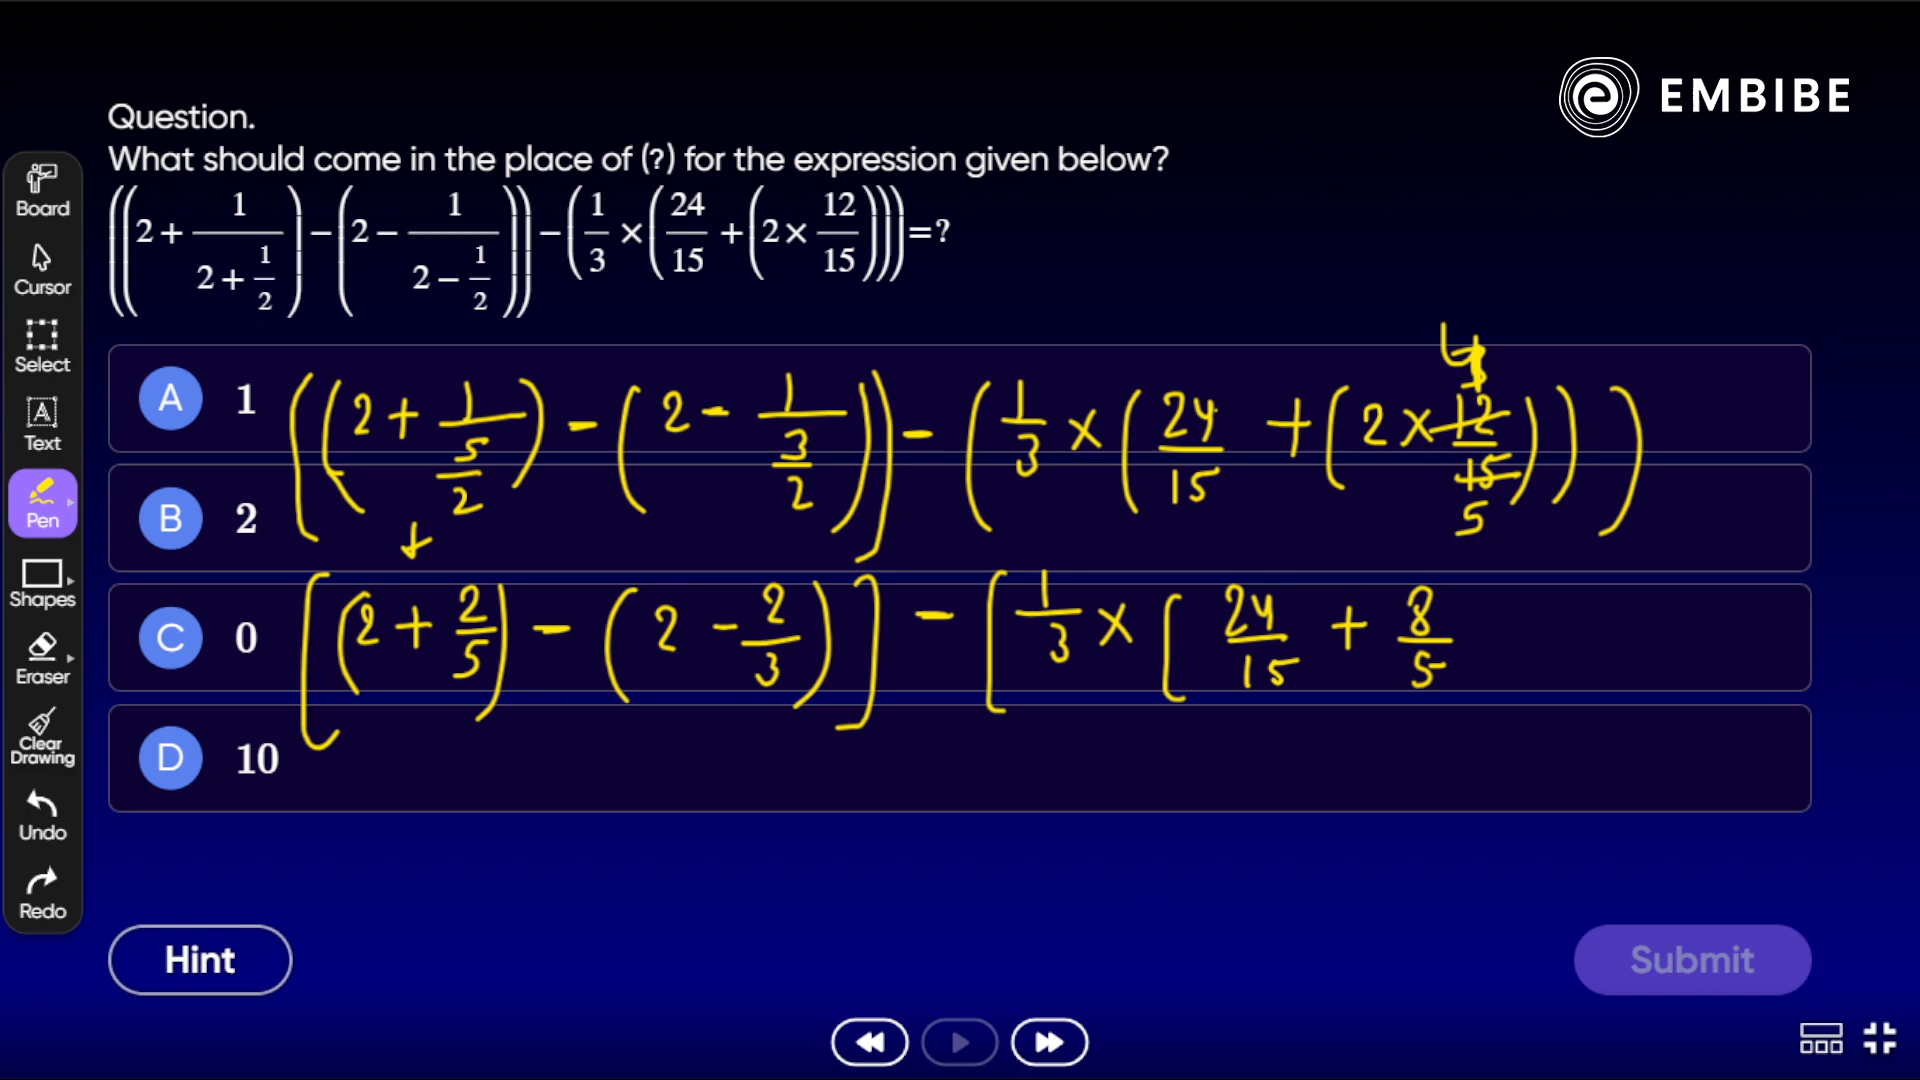 EMBIBE
Question.
What should come in the place of (?) for the expression given below?
((2 + 1/(2 + 1/2)) − (2 − 1/(2 − 1/2))) − (1/3 × (24/15 + (2 × 12/15))) = ?
Board
Cursor
Select
Text
Pen
Shapes
Eraser
Clear
Drawing
Undo
Redo
A 1
B 2
C 0
D 10
4
((2 + 1/(5/2)) - (2 - 1/(3/2))) - (1/3 × (24/15 + (2 × 12/15)))
5
+
[(2 + 2/5) - (2 - 2/3)] - [1/3 × [24/15 + 8/5
Hint
Submit